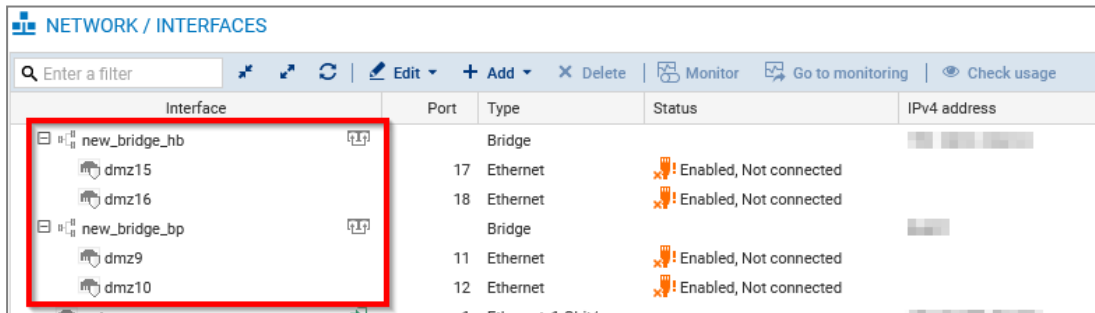 NETWORK / INTERFACES
Enter a filter Edit + Add × Delete Monitor Go to monitoring Check usage
Interface Port Type Status IPv4 address
new_bridge_hb Bridge
dmz15 17 Ethernet Enabled, Not connected
dmz16 18 Ethernet Enabled, Not connected
new_bridge_bp Bridge
dmz9 11 Ethernet Enabled, Not connected
dmz10 12 Ethernet Enabled, Not connected